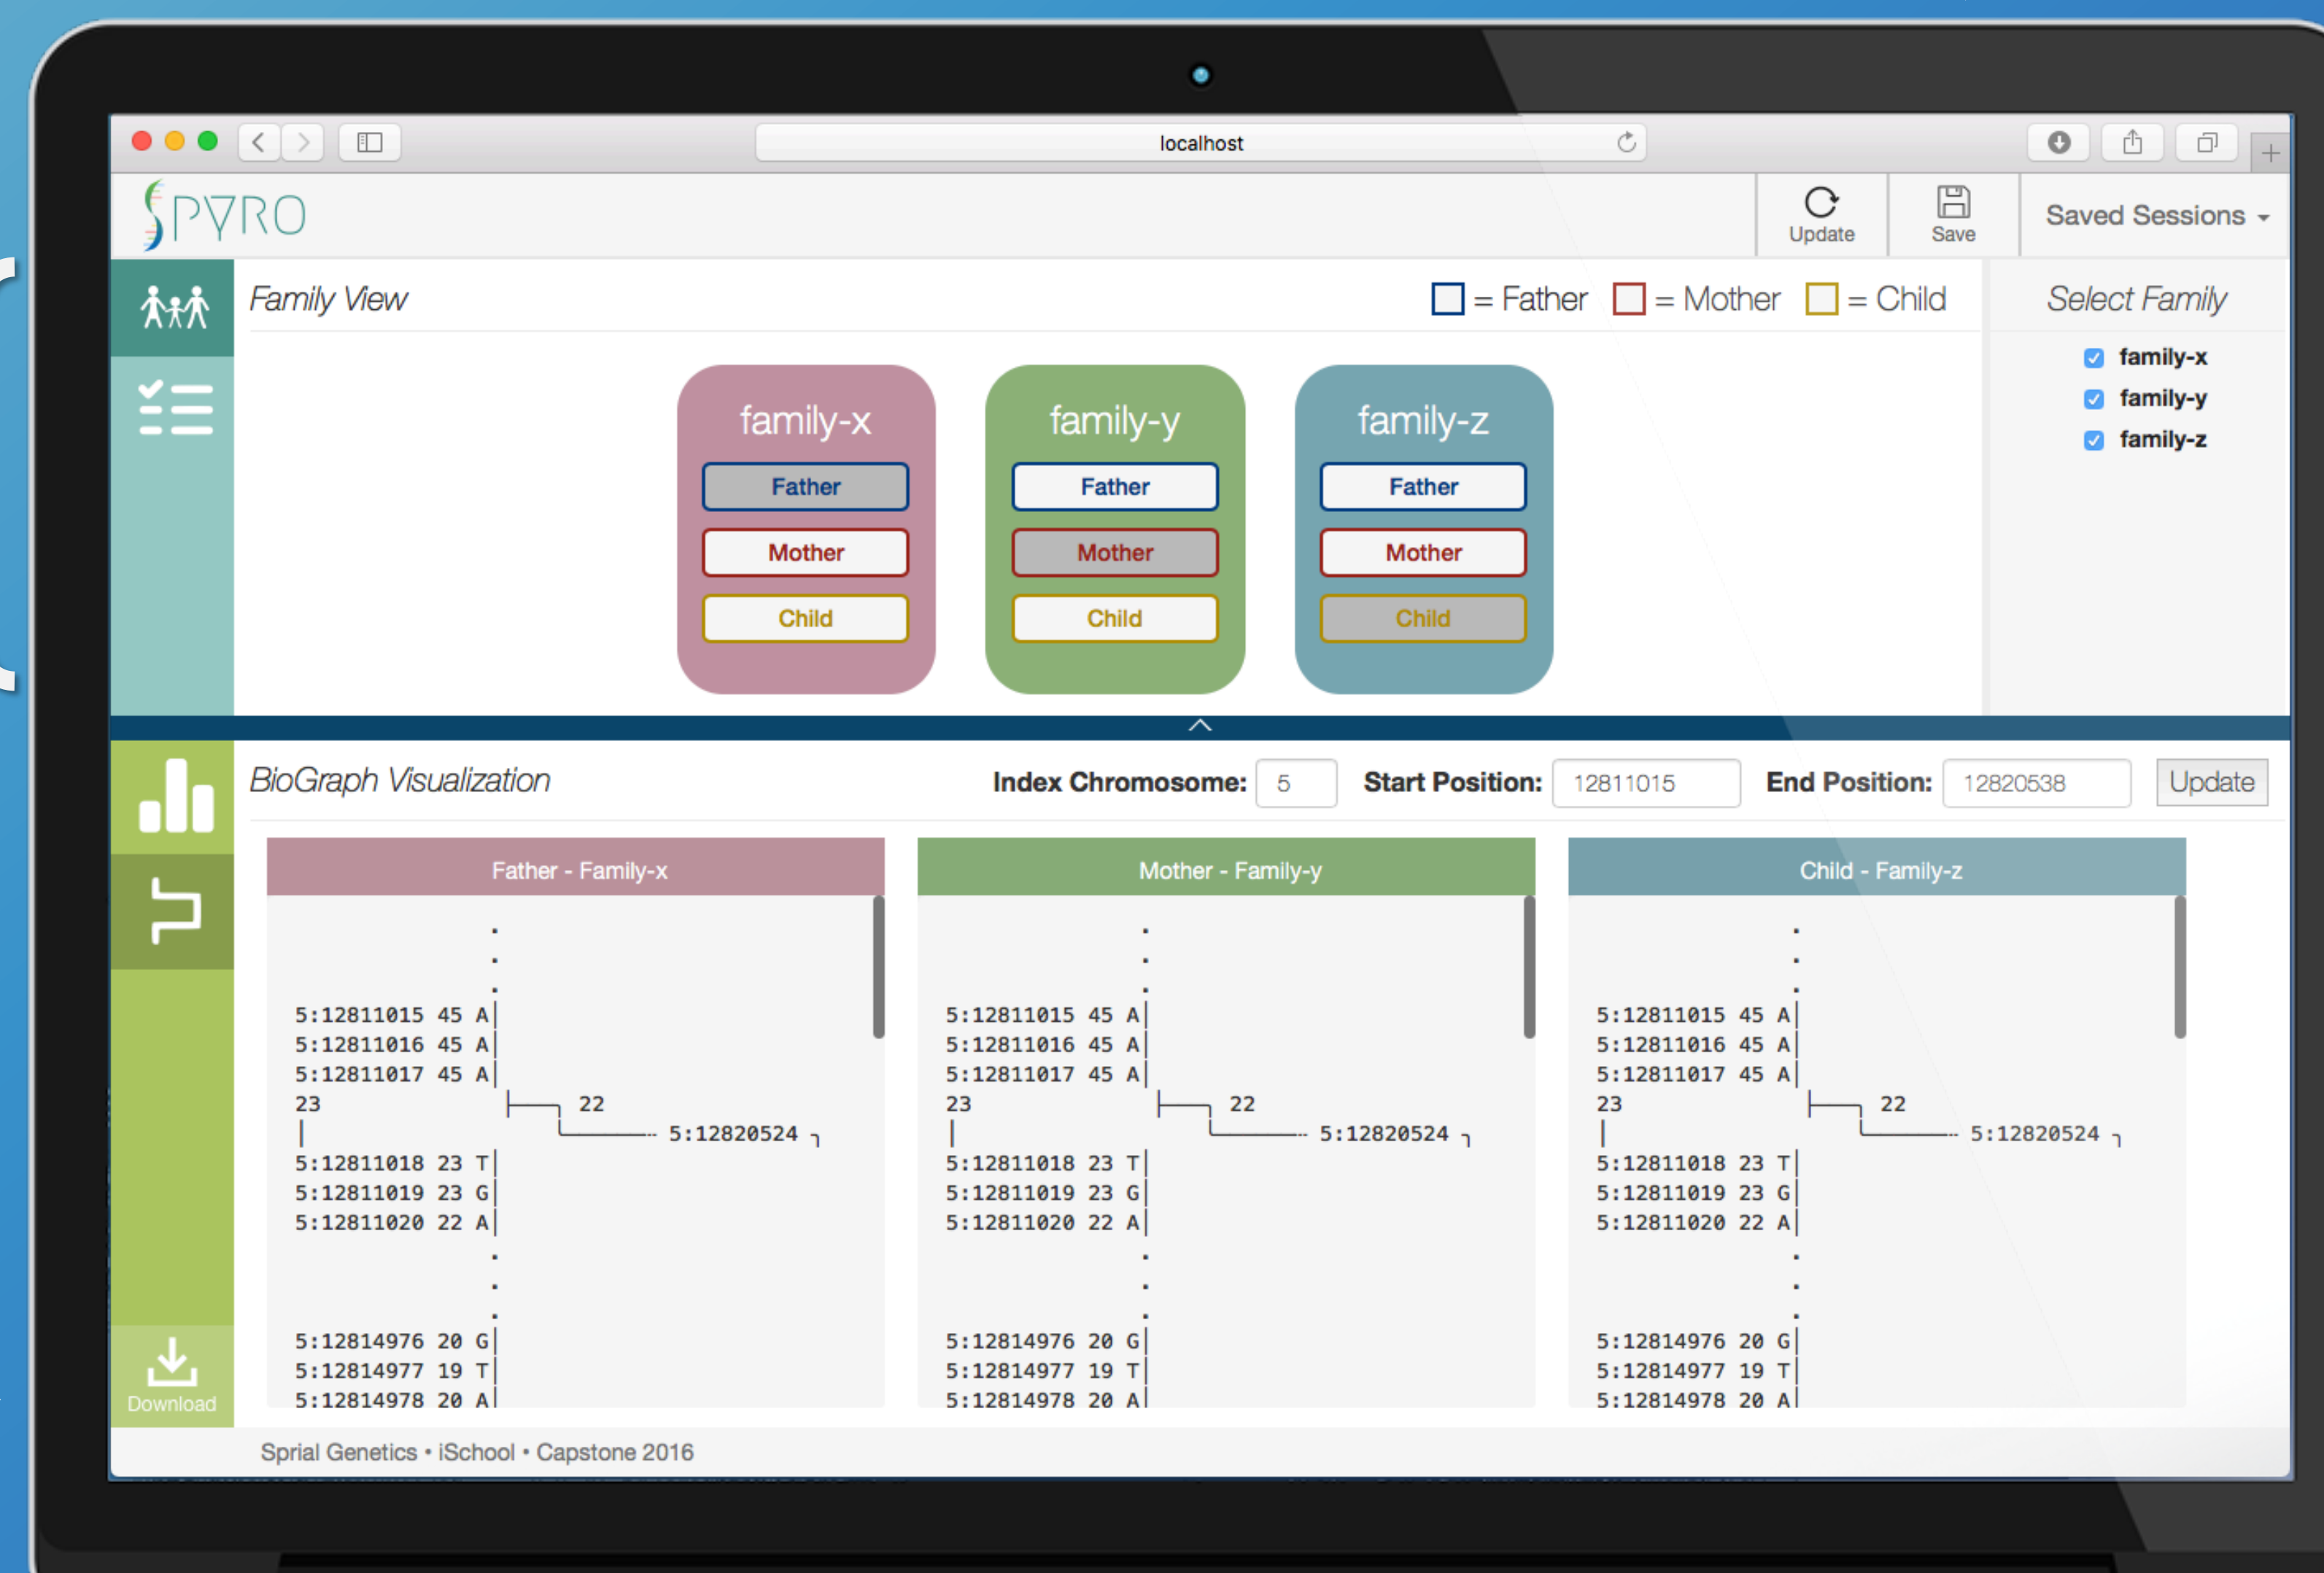 localhost
SPYRO
Update
Save
Saved Sessions
Family View
= Father = Mother = Child
Select Family
family-x
family-y
family-z
family-x
Father
Mother
Child
family-y
Father
Mother
Child
family-z
Father
Mother
Child
BioGraph Visualization
Index Chromosome: 5 Start Position: 12811015 End Position: 12820538 Update
Father - Family-x
.
.
.
5:12811015 45 A|
5:12811016 45 A|
5:12811017 45 A|
23 22
5:12820524
5:12811018 23 T|
5:12811019 23 G|
5:12811020 22 A|
.
.
.
5:12814976 20 G|
5:12814977 19 T|
5:12814978 20 A|
Mother - Family-y
.
.
.
5:12811015 45 A|
5:12811016 45 A|
5:12811017 45 A|
23 22
5:12820524
5:12811018 23 T|
5:12811019 23 G|
5:12811020 22 A|
.
.
.
5:12814976 20 G|
5:12814977 19 T|
5:12814978 20 A|
Child - Family-z
.
.
.
5:12811015 45 A|
5:12811016 45 A|
5:12811017 45 A|
23 22
5:12820524
5:12811018 23 T|
5:12811019 23 G|
5:12811020 22 A|
.
.
.
5:12814976 20 G|
5:12814977 19 T|
5:12814978 20 A|
Download
Sprial Genetics • iSchool • Capstone 2016